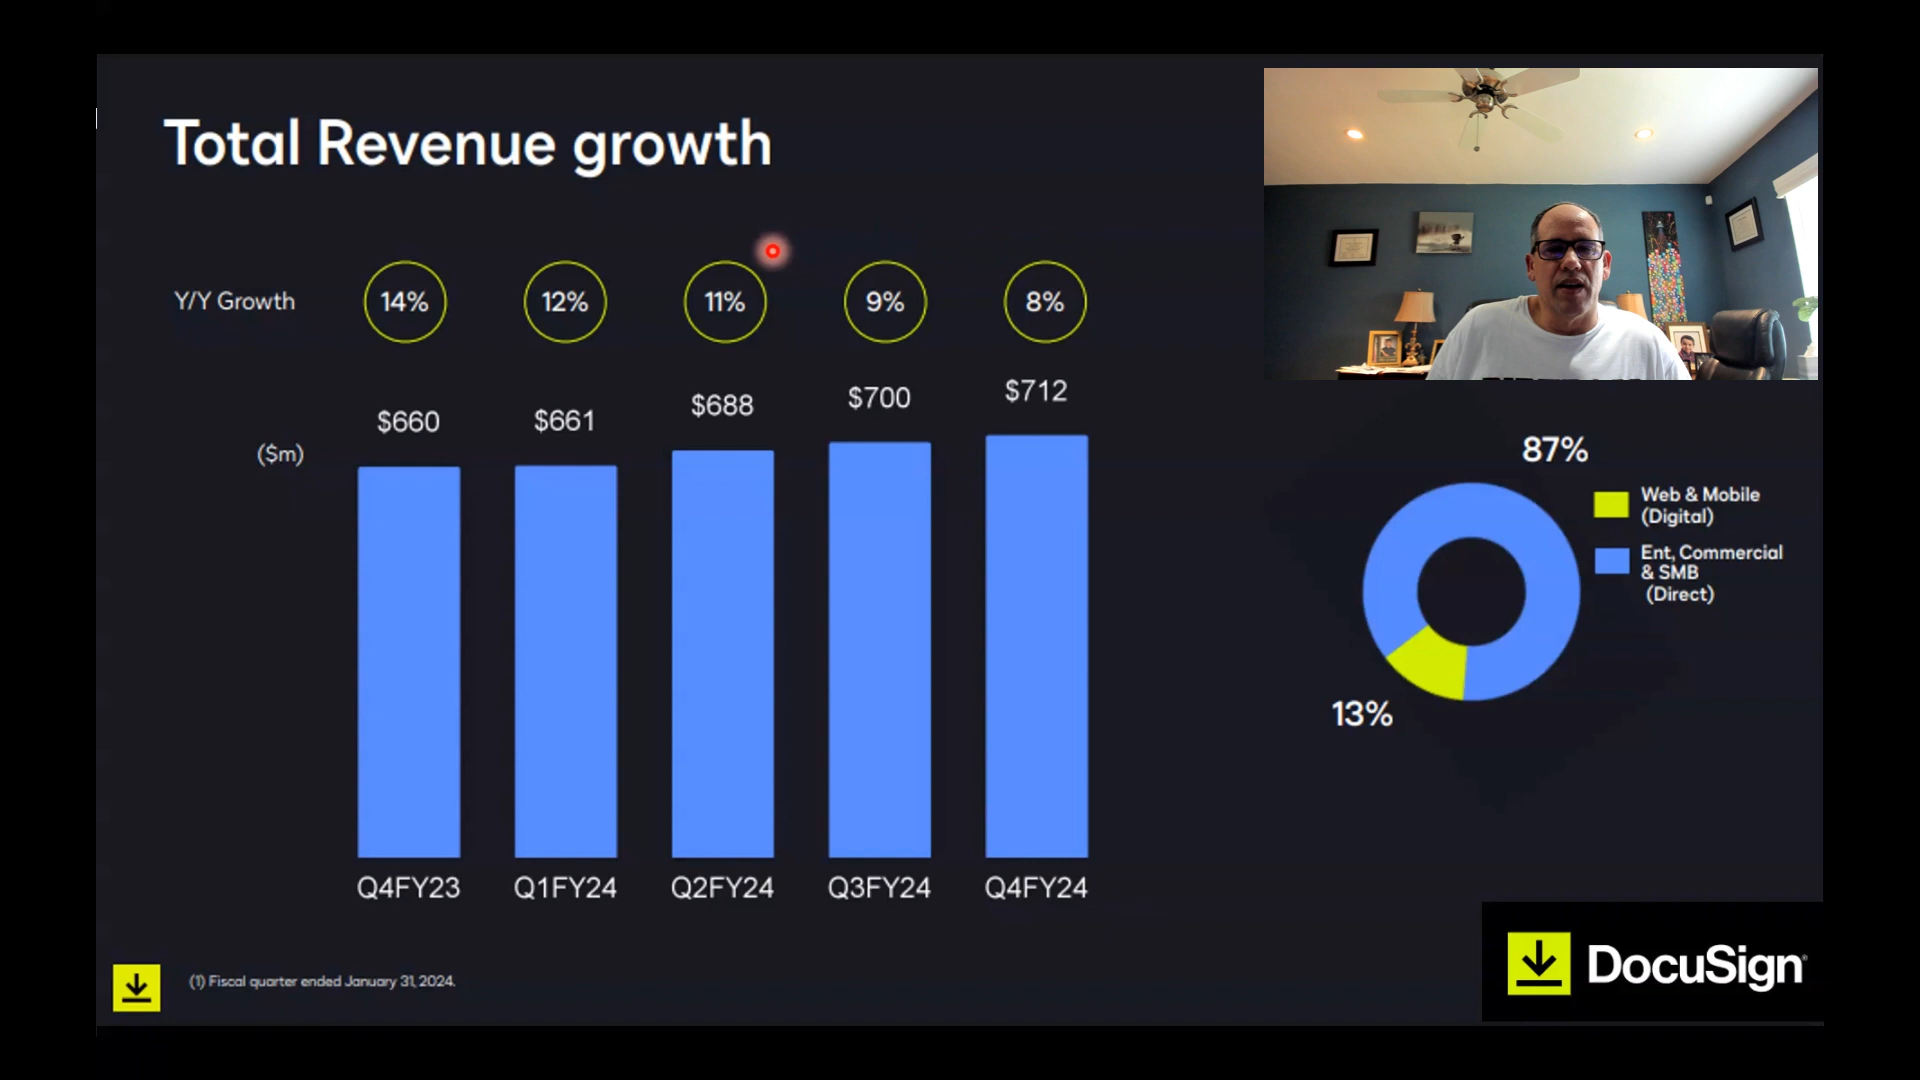 Total Revenue growth
Y/Y Growth
14%
12%
11%
9%
8%
($m)
$660
$661
$688
$700
$712
Q4FY23
Q1FY24
Q2FY24
Q3FY24
Q4FY24
87%
Web & Mobile
(Digital)
Ent, Commercial
& SMB
(Direct)
13%
(1) Fiscal quarter ended January 31, 2024.
DocuSign